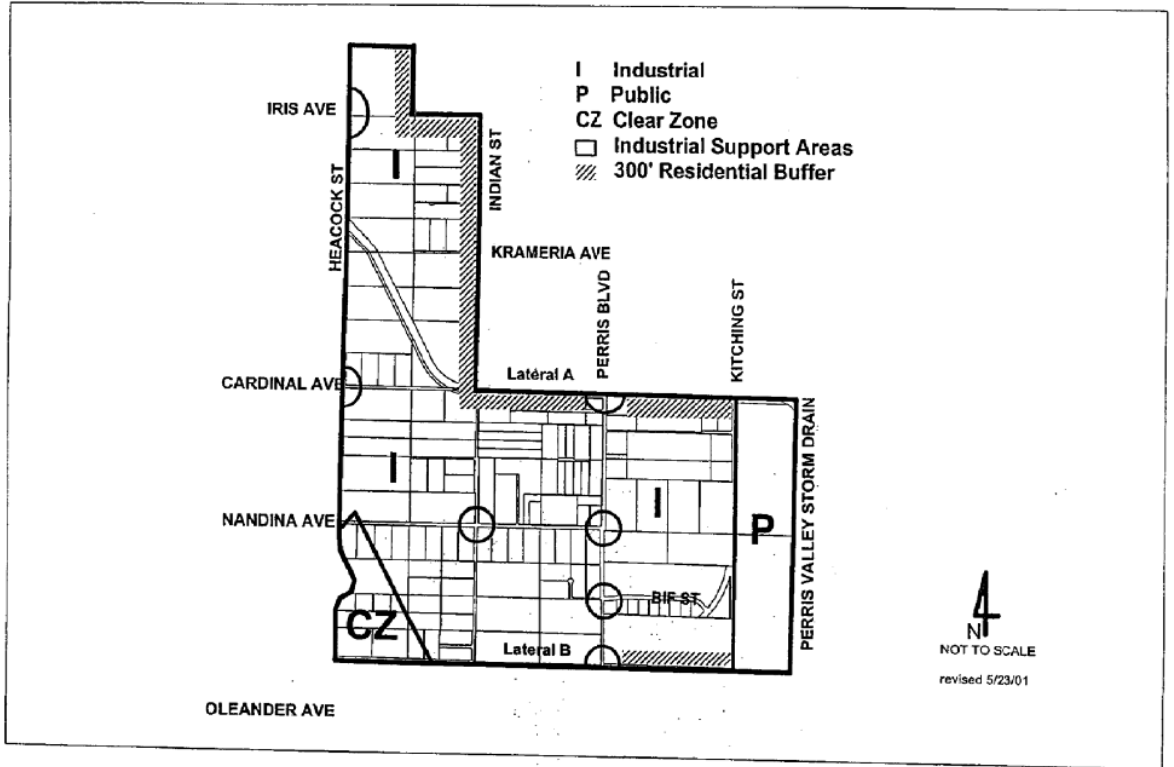 I Industrial
P Public
CZ Clear Zone
Industrial Support Areas
300' Residential Buffer
IRIS AVE
HEACOCK ST
I
INDIAN ST
KRAMERIA AVE
PERRIS BLVD
KITCHING ST
CARDINAL AVE
Lateral A
PERRIS VALLEY STORM DRAIN
I
I
P
NANDINA AVE
BIF ST
CZ
Lateral B
N
NOT TO SCALE
revised 5/23/01
OLEANDER AVE